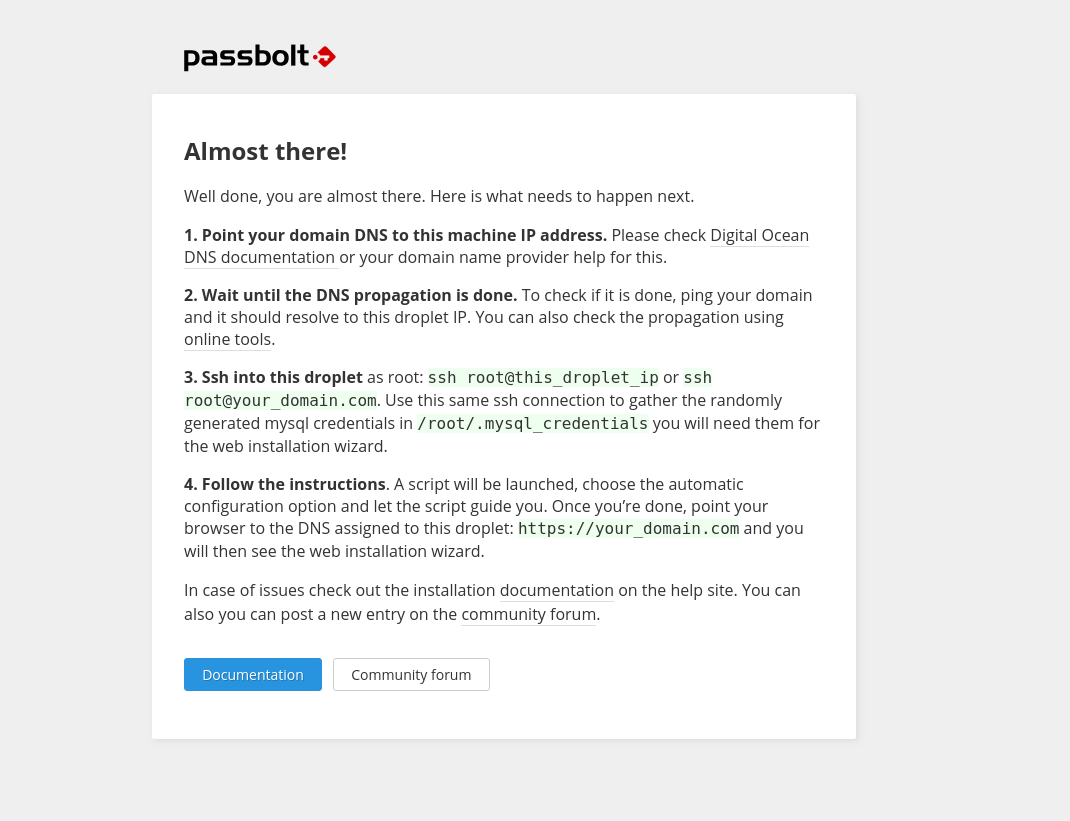 passbolt
Almost there!
Well done, you are almost there. Here is what needs to happen next.
1. Point your domain DNS to this machine IP address. Please check Digital Ocean
DNS documentation or your domain name provider help for this.
2. Wait until the DNS propagation is done. To check if it is done, ping your domain
and it should resolve to this droplet IP. You can also check the propagation using
online tools.
3. Ssh into this droplet as root: ssh root@this_droplet_ip or ssh
root@your_domain.com. Use this same ssh connection to gather the randomly
generated mysql credentials in /root/.mysql_credentials you will need them for
the web installation wizard.
4. Follow the instructions. A script will be launched, choose the automatic
configuration option and let the script guide you. Once you’re done, point your
browser to the DNS assigned to this droplet: https://your_domain.com and you
will then see the web installation wizard.
In case of issues check out the installation documentation on the help site. You can
also you can post a new entry on the community forum.
Documentation Community forum